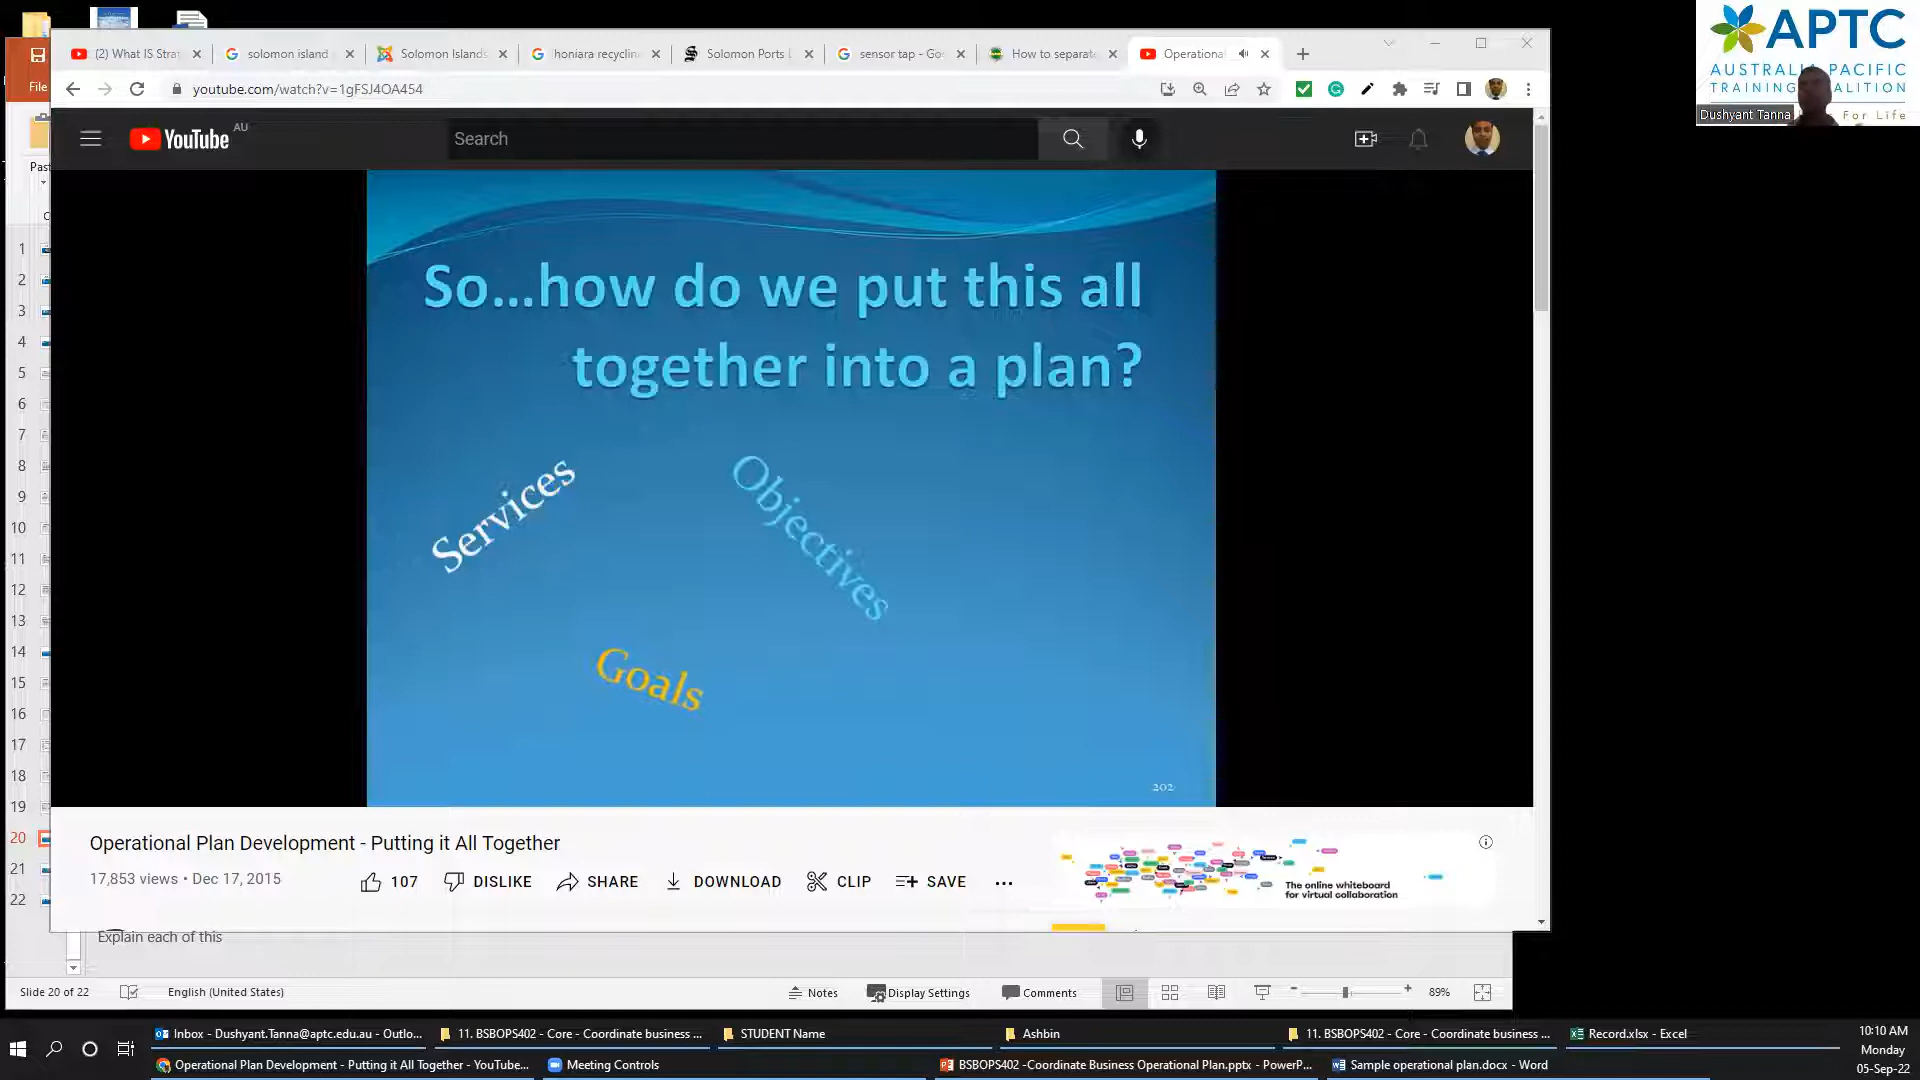 (2) What IS Strat
solomon island
Solomon Islands
honiara recycling
Solomon Ports
sensor tap - Goo
How to separate
Operational
youtube.com/watch?v=1gFSJ4OA454
File
Past
YouTube
AU
Search
APTC
AUSTRALIA PACIFIC
TRAINING COALITION
For Life
Dushyant Tanna
So...how do we put this all
together into a plan?
Services
Objectives
Goals
202
1
2
3
4
5
6
7
8
9
10
11
12
13
14
15
16
17
18
19
20
21
22
Operational Plan Development - Putting it All Together
17,853 views • Dec 17, 2015
107
DISLIKE
SHARE
DOWNLOAD
CLIP
SAVE
The online whiteboard
for virtual collaboration
Explain each of this
Slide 20 of 22
English (United States)
Notes
Display Settings
Comments
89%
Inbox - Dushyant.Tanna@aptc.edu.au - Outlo...
11. BSBOPS402 - Core - Coordinate business ...
STUDENT Name
Ashbin
11. BSBOPS402 - Core - Coordinate business ...
Record.xlsx - Excel
Operational Plan Development - Putting it All Together - YouTube...
Meeting Controls
BSBOPS402 -Coordinate Business Operational Plan.pptx - PowerP...
Sample operational plan.docx - Word
10:10 AM
Monday
05-Sep-22